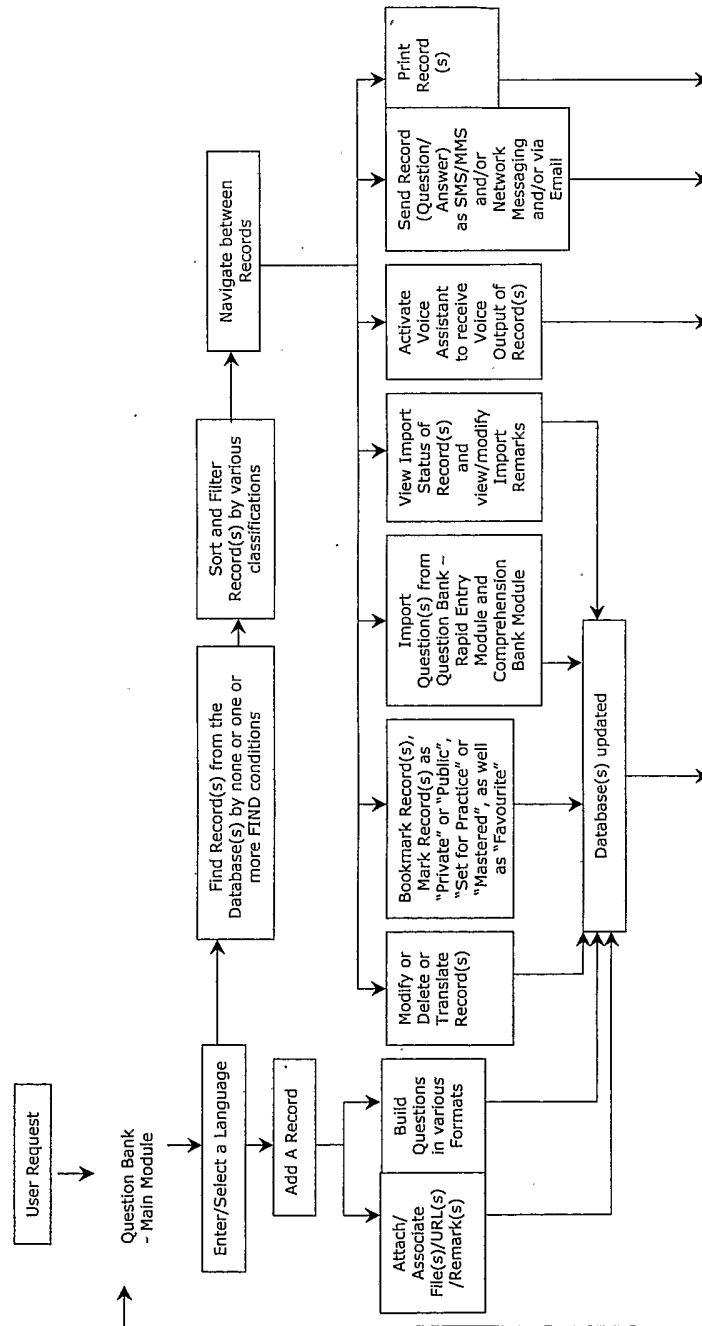 User Request
Question Bank
- Main Module
Enter/Select a Language
Add A Record
Attach/
Associate
File(s)/URL(s)
/Remark(s)
Build
Questions
in various
Formats
Find Record(s) from the
Database(s) by none or one or
more FIND conditions
Sort and Filter
Record(s) by various
classifications
Navigate between
Records
Modify or
Delete or
Translate
Record(s)
Bookmark Record(s),
Mark Record(s) as
"Private" or "Public",
"Set for Practice" or
"Mastered", as well
as "Favourite"
Import
Question(s) from
Question Bank –
Rapid Entry
Module and
Comprehension
Bank Module
View Import
Status of
Record(s)
and
view/modify
Import
Remarks
Activate
Voice
Assistant
to receive
Voice
Output of
Record(s)
Send Record
(Question/
Answer)
as SMS/MMS
and/or
Network
Messaging
and/or via
Email
Print
Record
(s)
Database(s) updated